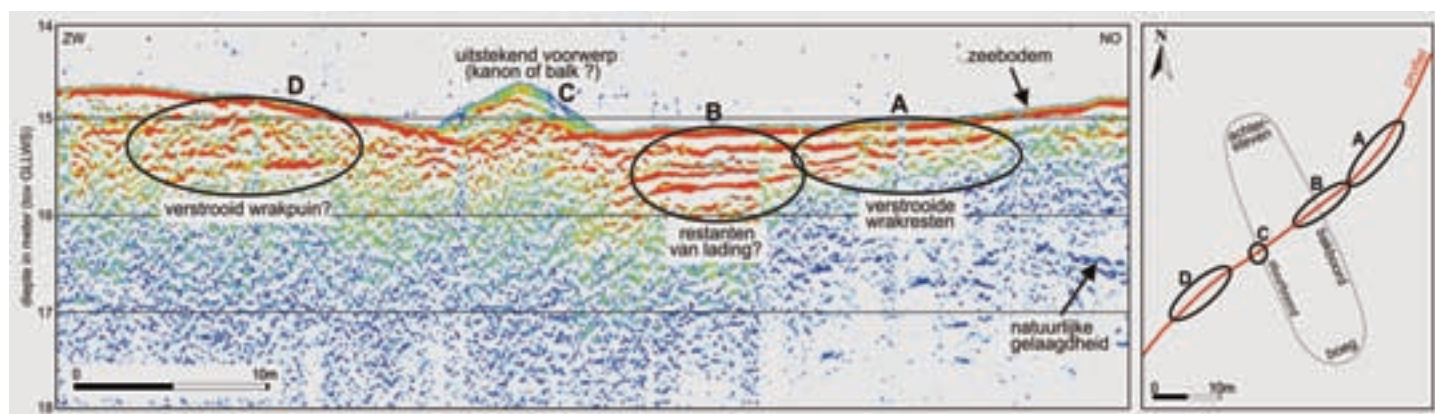 14
ZW
D
uitstekend voorwerp
(kanon of balk ?)
C
B
A
zeebodem
NO
15
verstrooid wrakpuin?
16
restanten
van lading?
verstrooide
wrakresten
17
natuurlijke
gelaagdheid
18
diepte in meter (tov GLLWS)
0
10m
N
profiel
achter-
steven
A
B
C
D
bakboord
stuurboord
boeg
0
10m